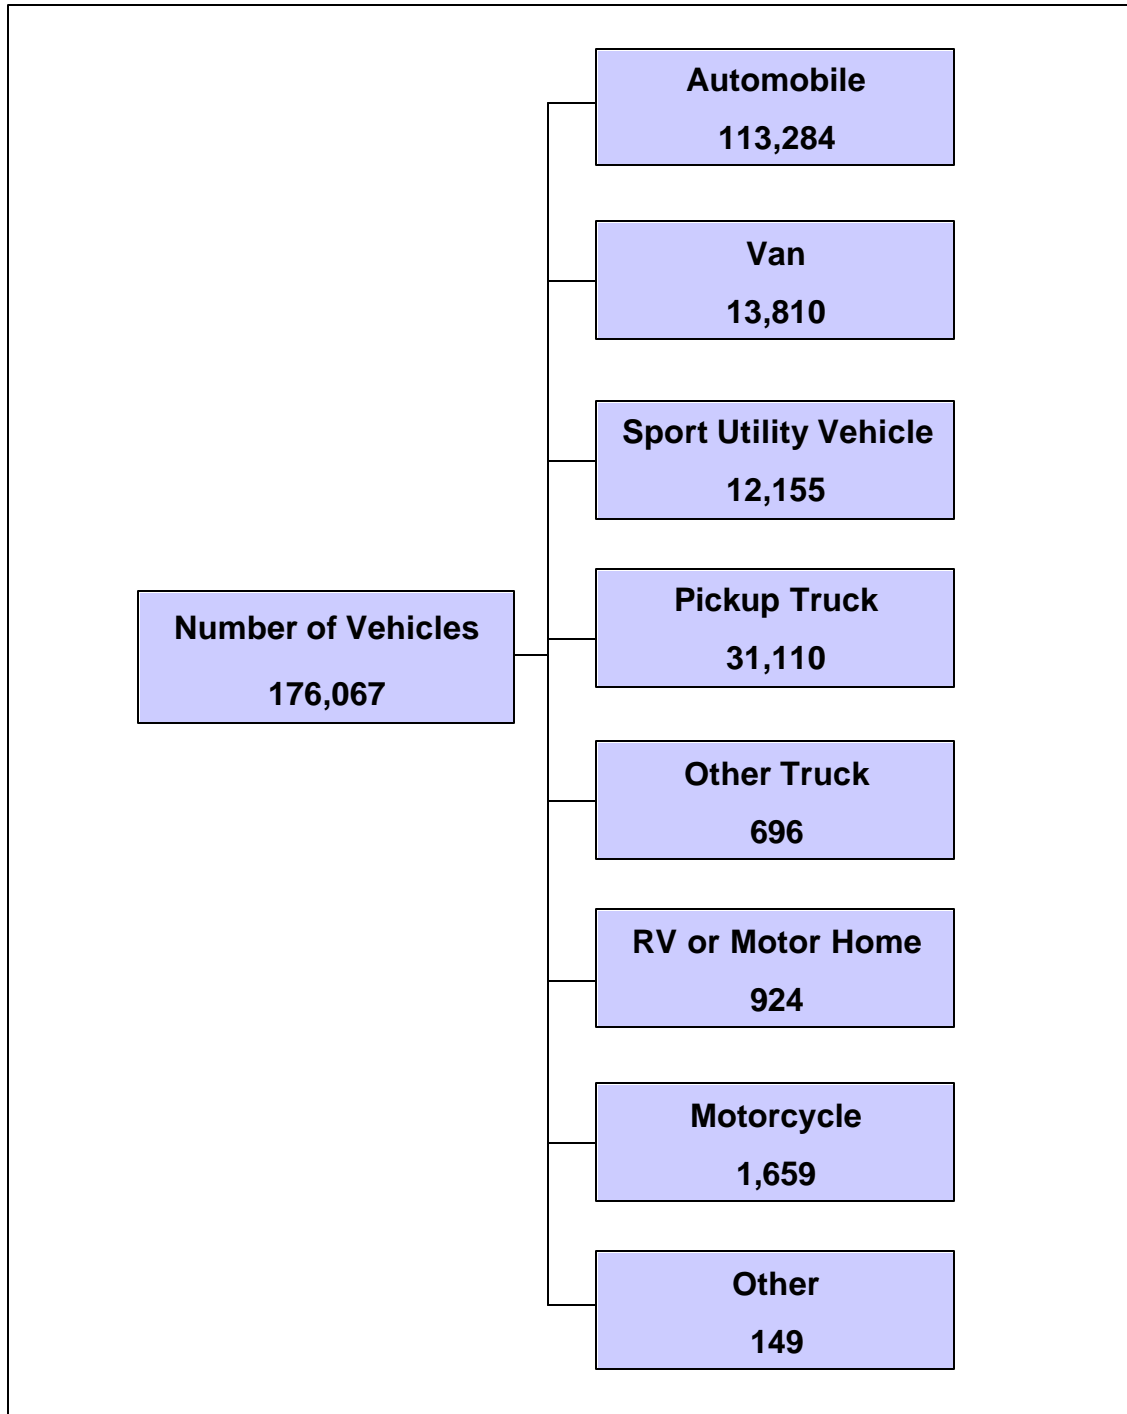 Automobile
113,284
Van
13,810
Sport Utility Vehicle
12,155
Number of Vehicles
176,067
Pickup Truck
31,110
Other Truck
696
RV or Motor Home
924
Motorcycle
1,659
Other
149